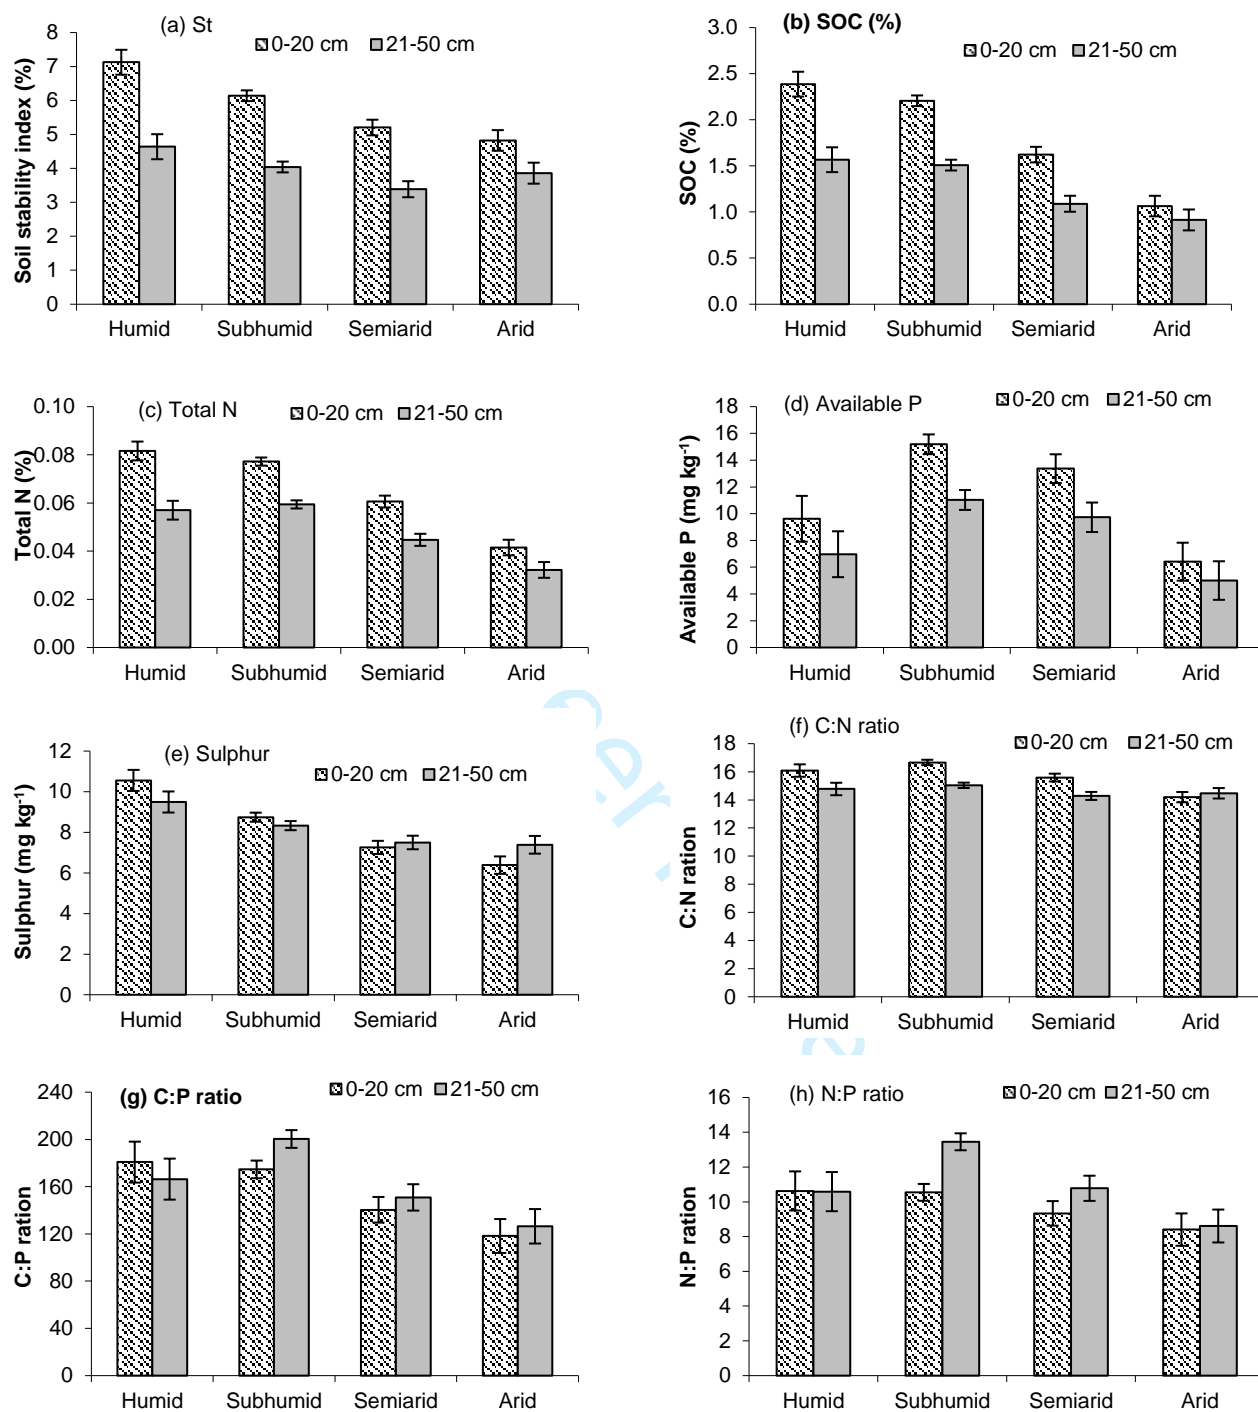 (a) St
0-20 cm 21-50 cm
Soil stability index (%)
8
7
6
5
4
3
2
1
0
Humid Subhumid Semiarid Arid
(b) SOC (%)
0-20 cm 21-50 cm
SOC (%)
3.0
2.5
2.0
1.5
1.0
0.5
0.0
Humid Subhumid Semiarid Arid
(c) Total N
0-20 cm 21-50 cm
Total N (%)
0.10
0.08
0.06
0.04
0.02
0.00
Humid Subhumid Semiarid Arid
(d) Available P
0-20 cm 21-50 cm
Available P (mg kg⁻¹)
18
16
14
12
10
8
6
4
2
0
Humid Subhumid Semiarid Arid
(e) Sulphur
0-20 cm 21-50 cm
Sulphur (mg kg⁻¹)
12
10
8
6
4
2
0
Humid Subhumid Semiarid Arid
(f) C:N ratio
0-20 cm 21-50 cm
C:N ration
18
16
14
12
10
8
6
4
2
0
Humid Subhumid Semiarid Arid
(g) C:P ratio
0-20 cm 21-50 cm
C:P ration
240
200
160
120
80
40
0
Humid Subhumid Semiarid Arid
(h) N:P ratio
0-20 cm 21-50 cm
N:P ration
16
14
12
10
8
6
4
2
0
Humid Subhumid Semiarid Arid